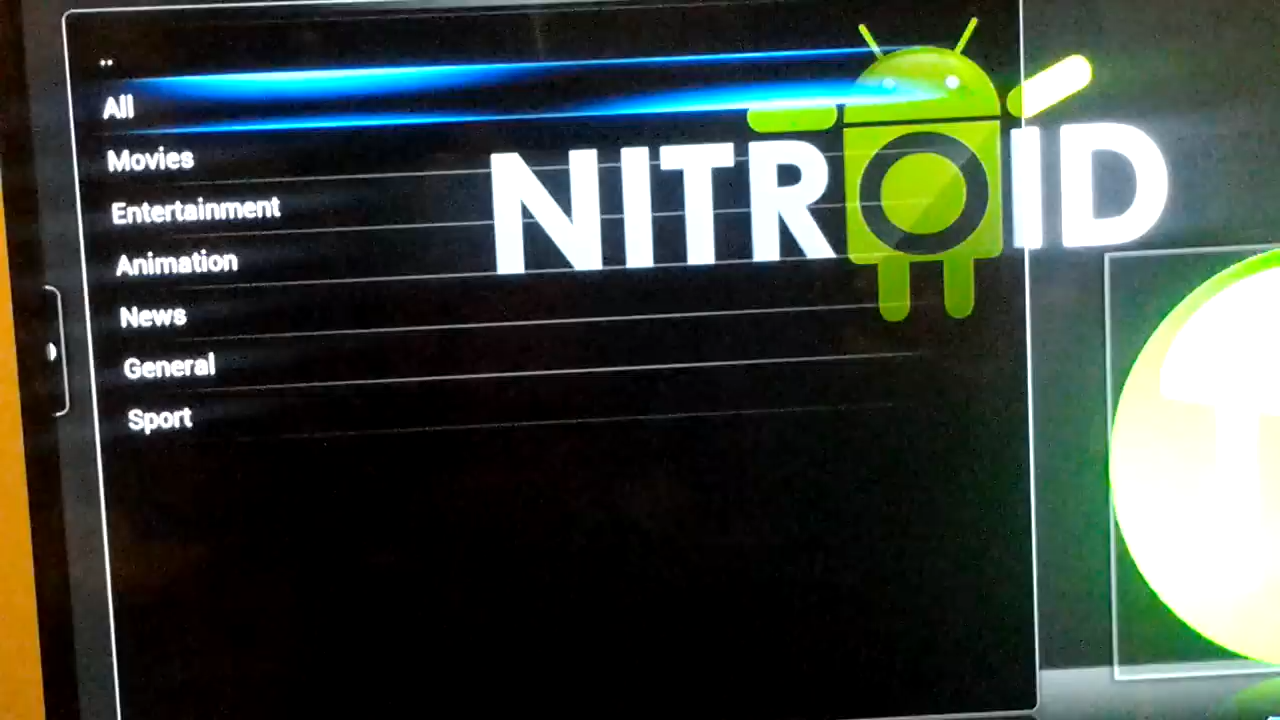 ..
All
Movies
Entertainment
Animation
News
General
Sport
NITROID